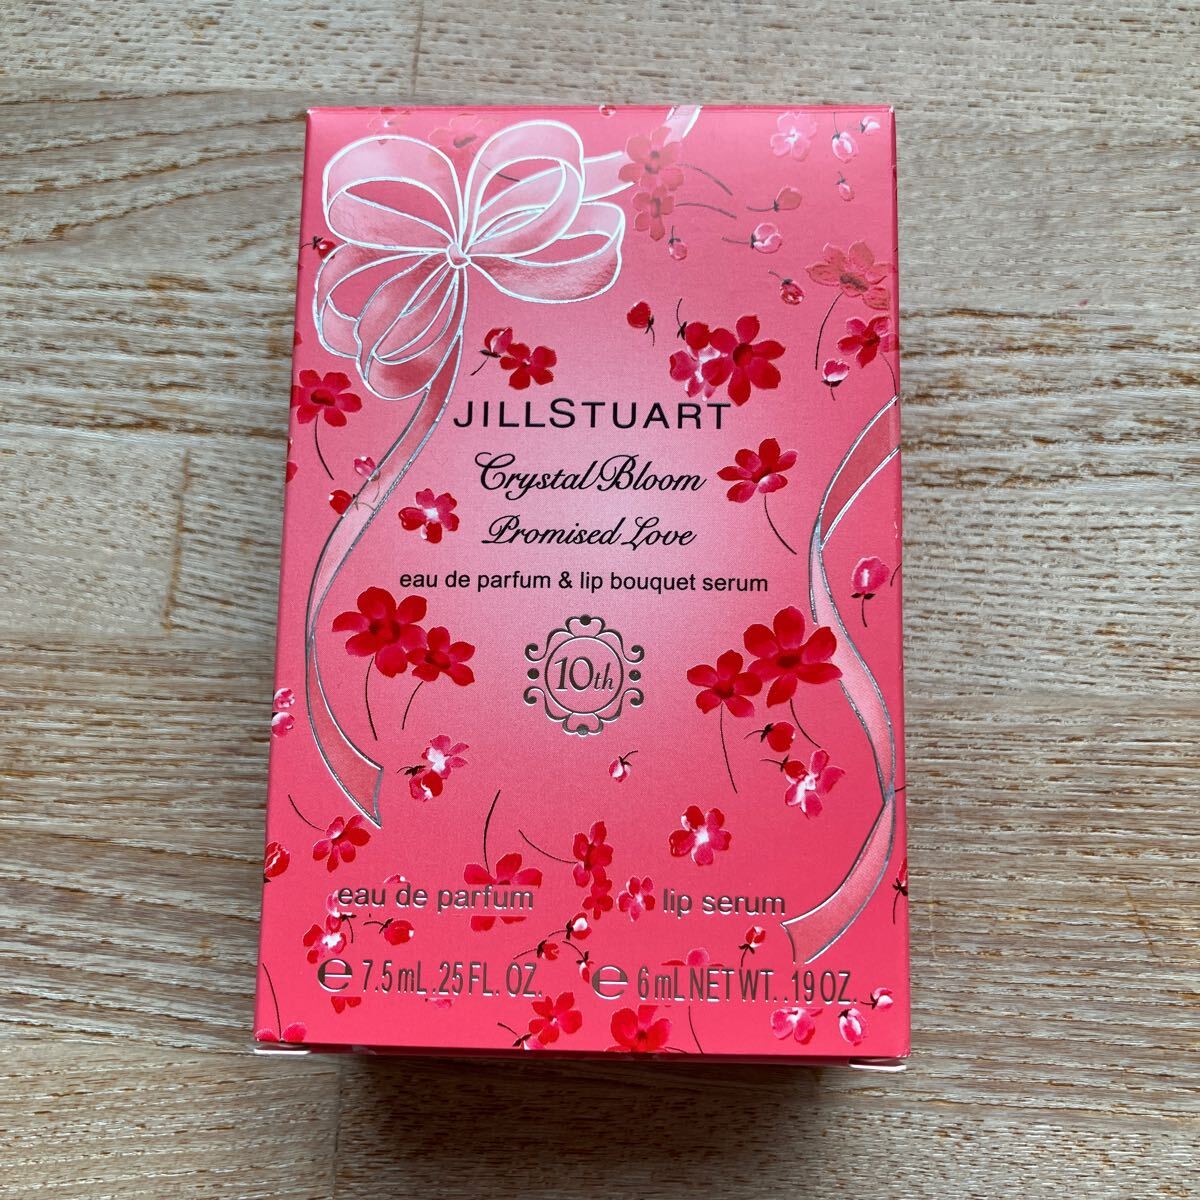 JILLSTUART
Crystal Bloom
Promised Love
eau de parfum & lip bouquet serum
10th
eau de parfum lip serum
℮ 7.5 mL .25 FL. OZ. ℮ 6 mL NET WT. .19 OZ.